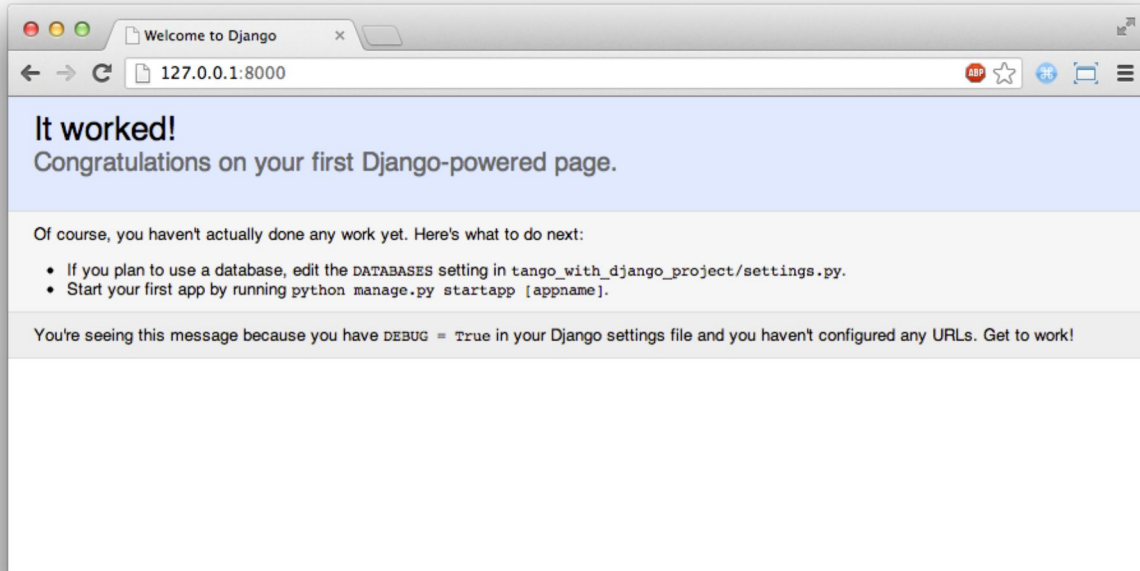 Welcome to Django
127.0.0.1:8000
ABP
It worked!
Congratulations on your first Django-powered page.
Of course, you haven't actually done any work yet. Here's what to do next:
• If you plan to use a database, edit the DATABASES setting in tango_with_django_project/settings.py.
• Start your first app by running python manage.py startapp [appname].
You're seeing this message because you have DEBUG = True in your Django settings file and you haven't configured any URLs. Get to work!